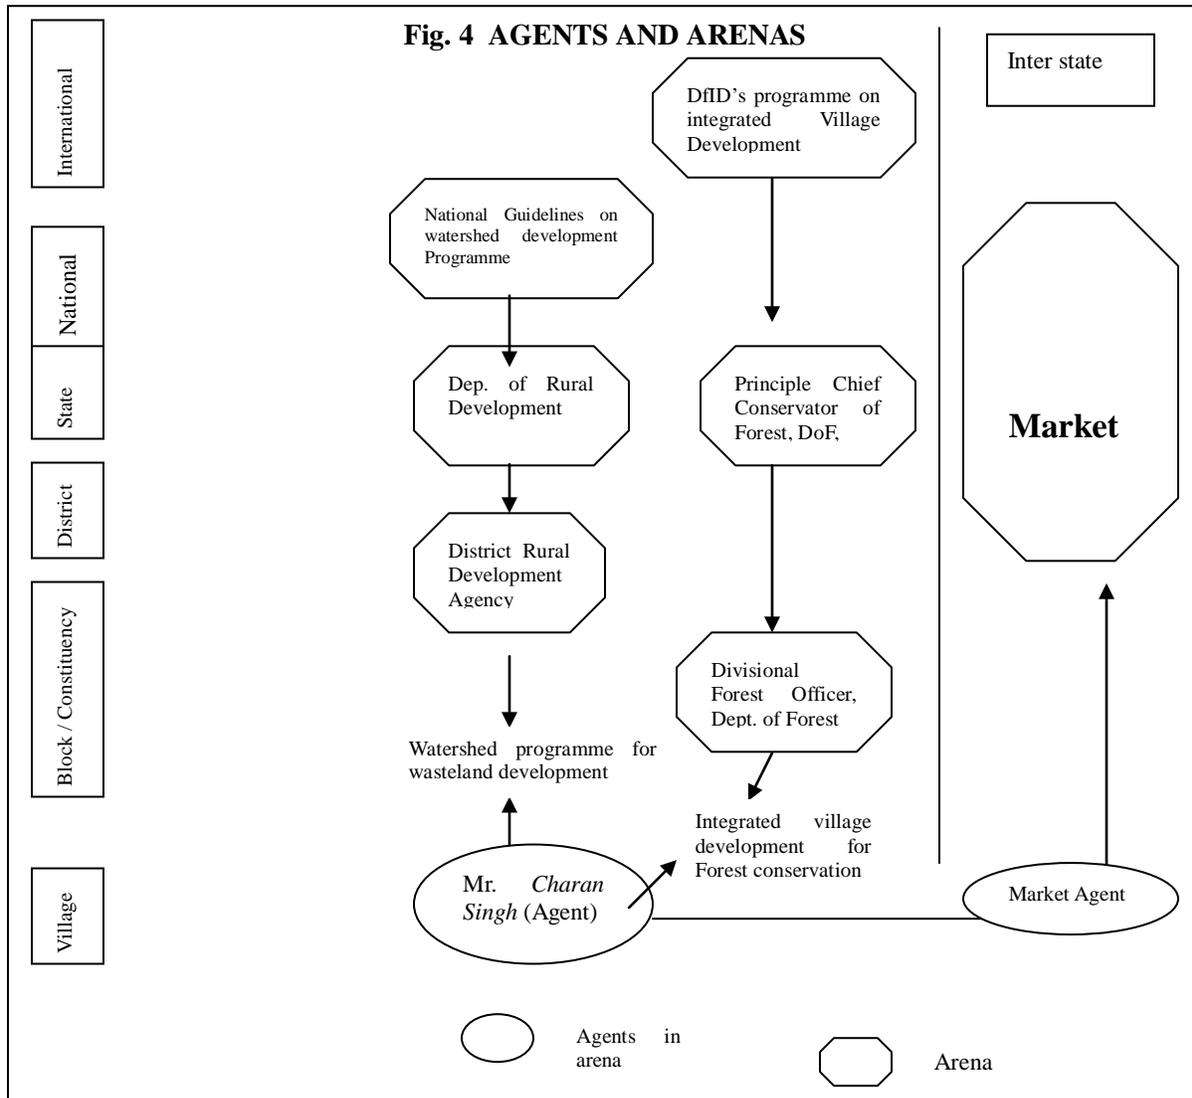 Fig. 4 AGENTS AND ARENAS
International
National
State
District
Block / Constituency
Village
DfID's programme on
integrated Village
Development
National Guidelines on
watershed development
Programme
Dep. of Rural
Development
Principle Chief
Conservator of
Forest, DoF,
District Rural
Development
Agency
Divisional
Forest Officer,
Dept. of Forest
Watershed programme for
wasteland development
Integrated village
development for
Forest conservation
Mr. Charan
Singh (Agent)
Inter state
Market
Market Agent
Agents in
arena
Arena